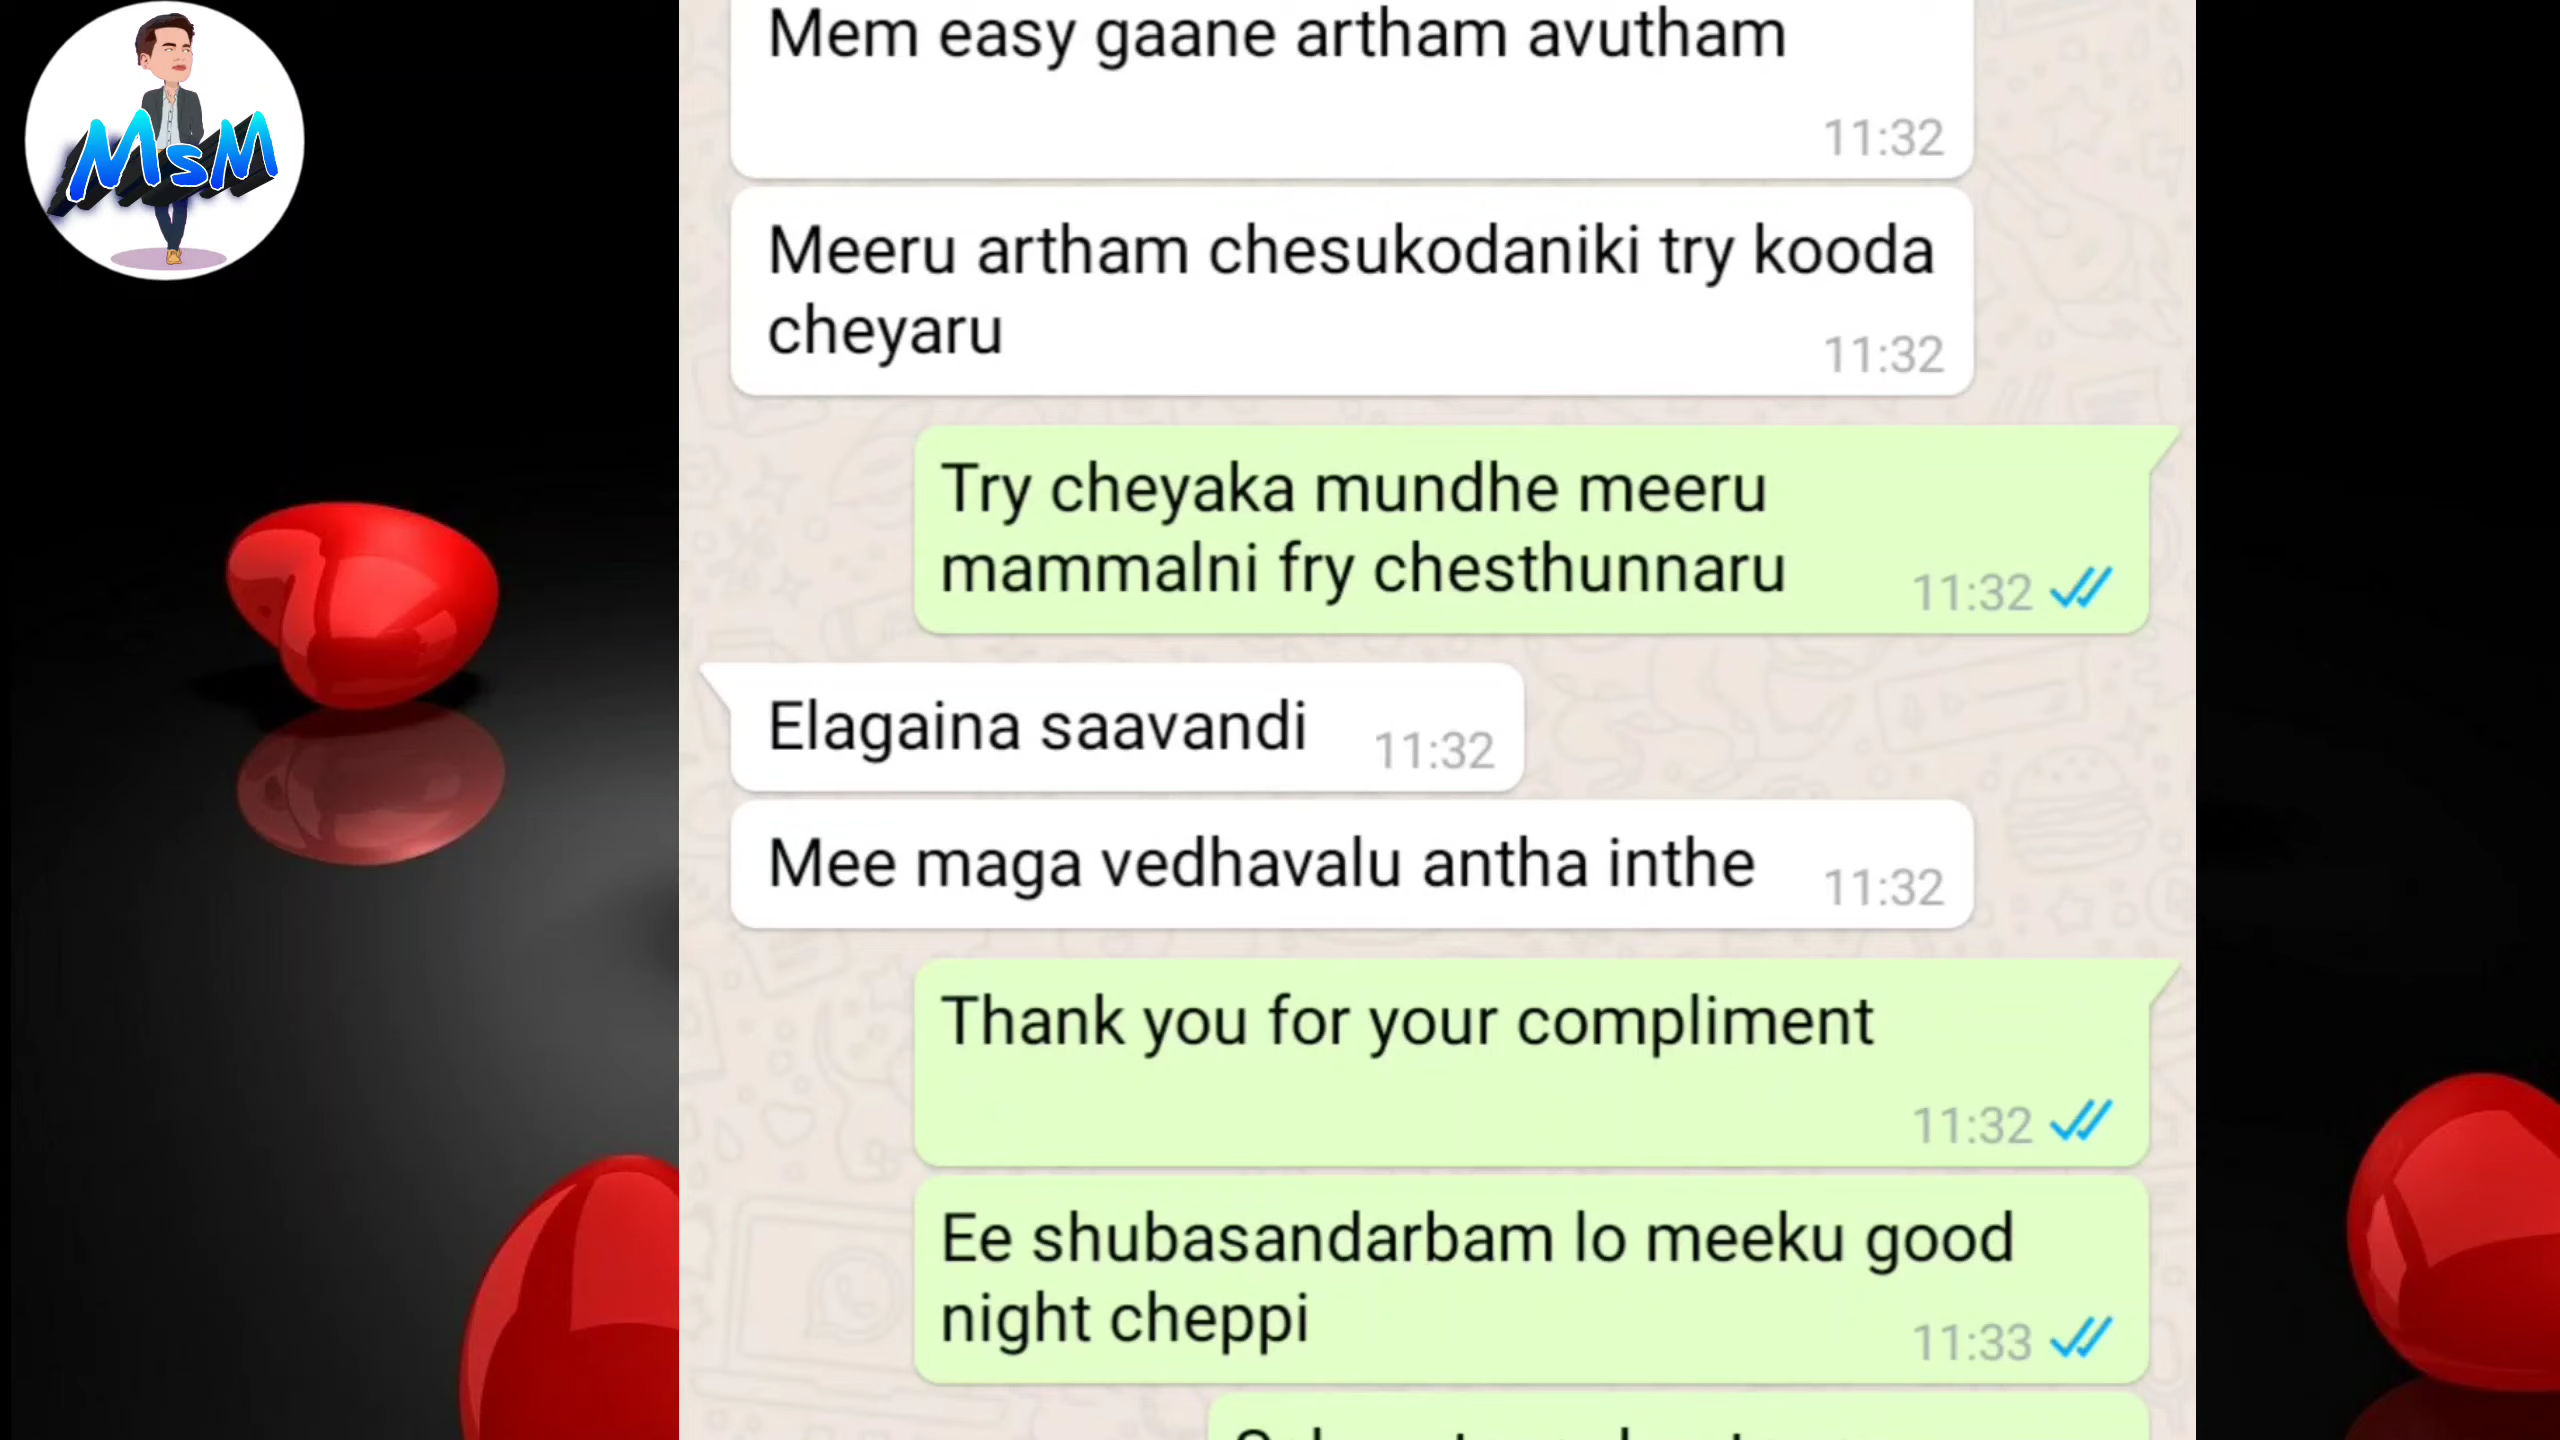 MsM
Mem easy gaane artham avutham
11:32
Meeru artham chesukodaniki try kooda
cheyaru
11:32
Try cheyaka mundhe meeru
mammalni fry chesthunnaru
11:32
Elagaina saavandi
11:32
Mee maga vedhavalu antha inthe
11:32
Thank you for your compliment
11:32
Ee shubasandarbam lo meeku good
night cheppi
11:33